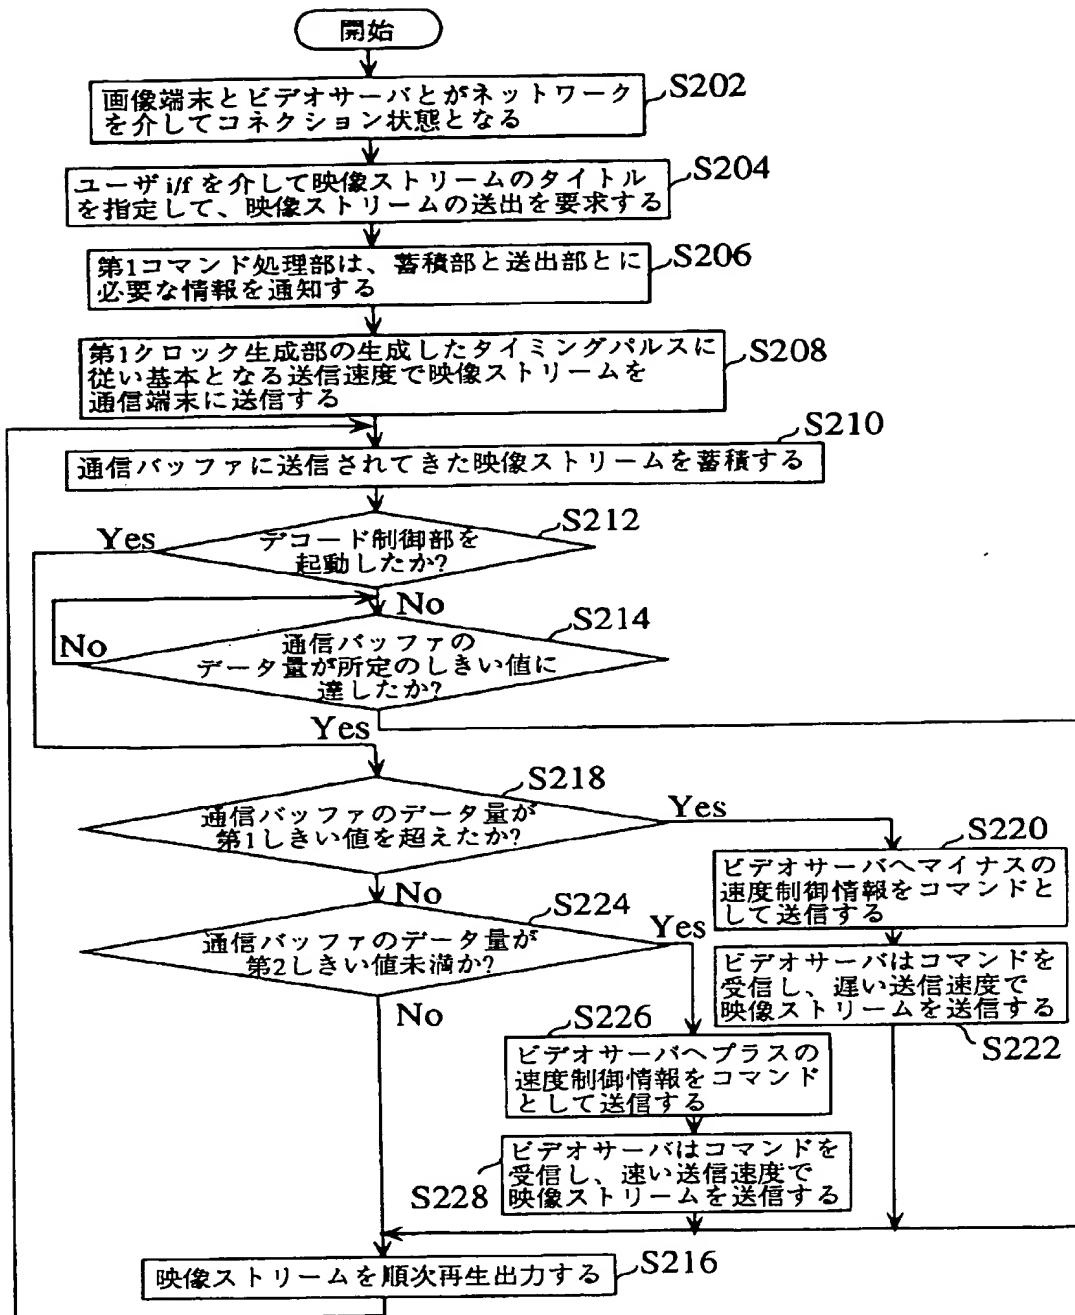 開始
S202
画像端末とビデオサーバとがネットワーク
を介してコネクション状態となる
S204
ユーザ i/f を介して映像ストリームのタイトル
を指定して、映像ストリームの送出を要求する
S206
第1コマンド処理部は、蓄積部と送出部とに
必要な情報を通知する
S208
第1クロック生成部の生成したタイミングパルスに
従い基本となる送信速度で映像ストリームを
通信端末に送信する
S210
通信バッファに送信されてきた映像ストリームを蓄積する
S212
Yes
デコード制御部を
起動したか?
No
S214
No
通信バッファの
データ量が所定のしきい値に
達したか?
Yes
S218
通信バッファのデータ量が
第1しきい値を超えたか?
Yes
S220
ビデオサーバへマイナスの
速度制御情報をコマンドと
して送信する
No
S224
通信バッファのデータ量が
第2しきい値未満か?
Yes
ビデオサーバはコマンドを
受信し、遅い送信速度で
映像ストリームを送信する
S222
No
S226
ビデオサーバへプラスの
速度制御情報をコマンド
として送信する
ビデオサーバはコマンドを
受信し、速い送信速度で
映像ストリームを送信する
S228
S216
映像ストリームを順次再生出力する